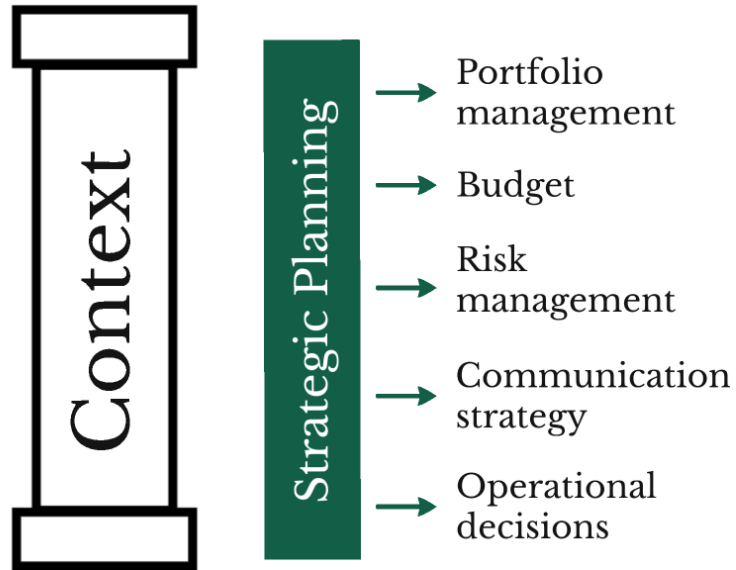 Context
Strategic Planning
Portfolio
management
Budget
Risk
management
Communication
strategy
Operational
decisions